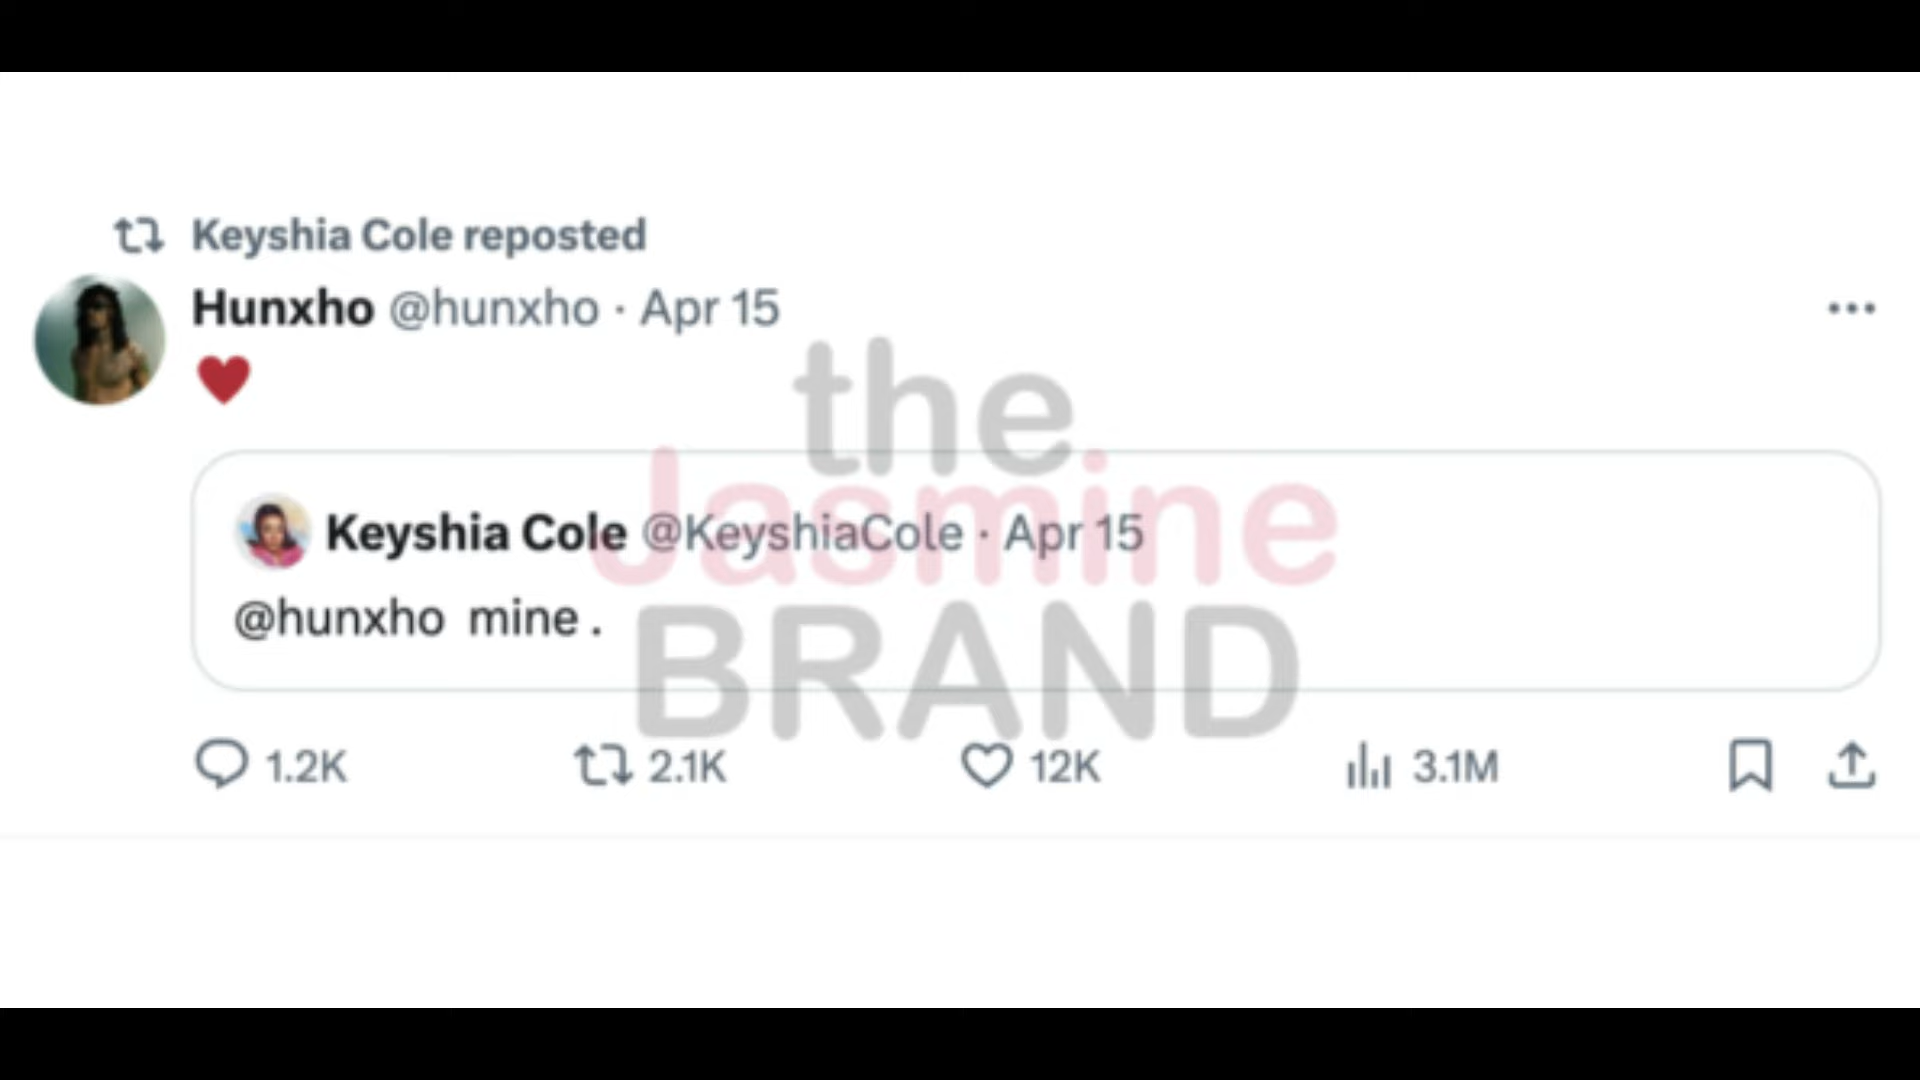 Keyshia Cole reposted
Hunxho @hunxho · Apr 15
❤️
Keyshia Cole @KeyshiaCole · Apr 15
@hunxho mine .
1.2K 2.1K 12K 3.1M
the
Jasmine
BRAND